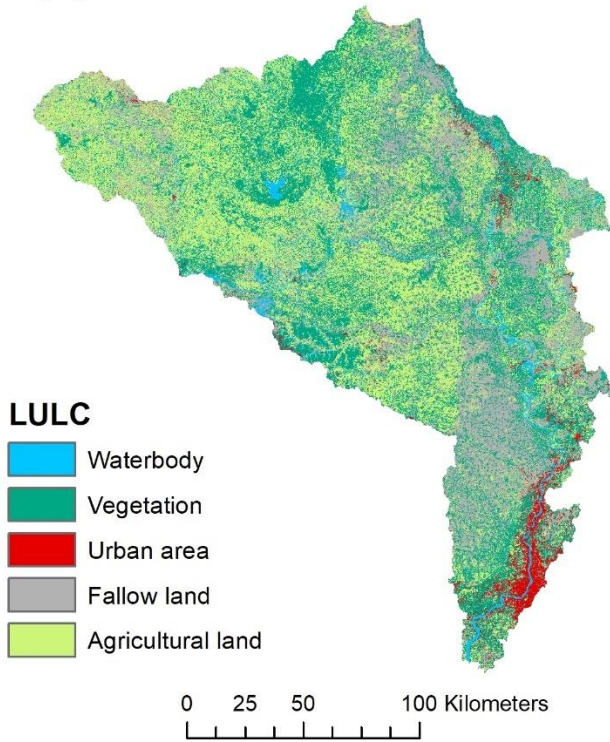 LULC
Waterbody
Vegetation
Urban area
Fallow land
Agricultural land
0 25 50 100 Kilometers